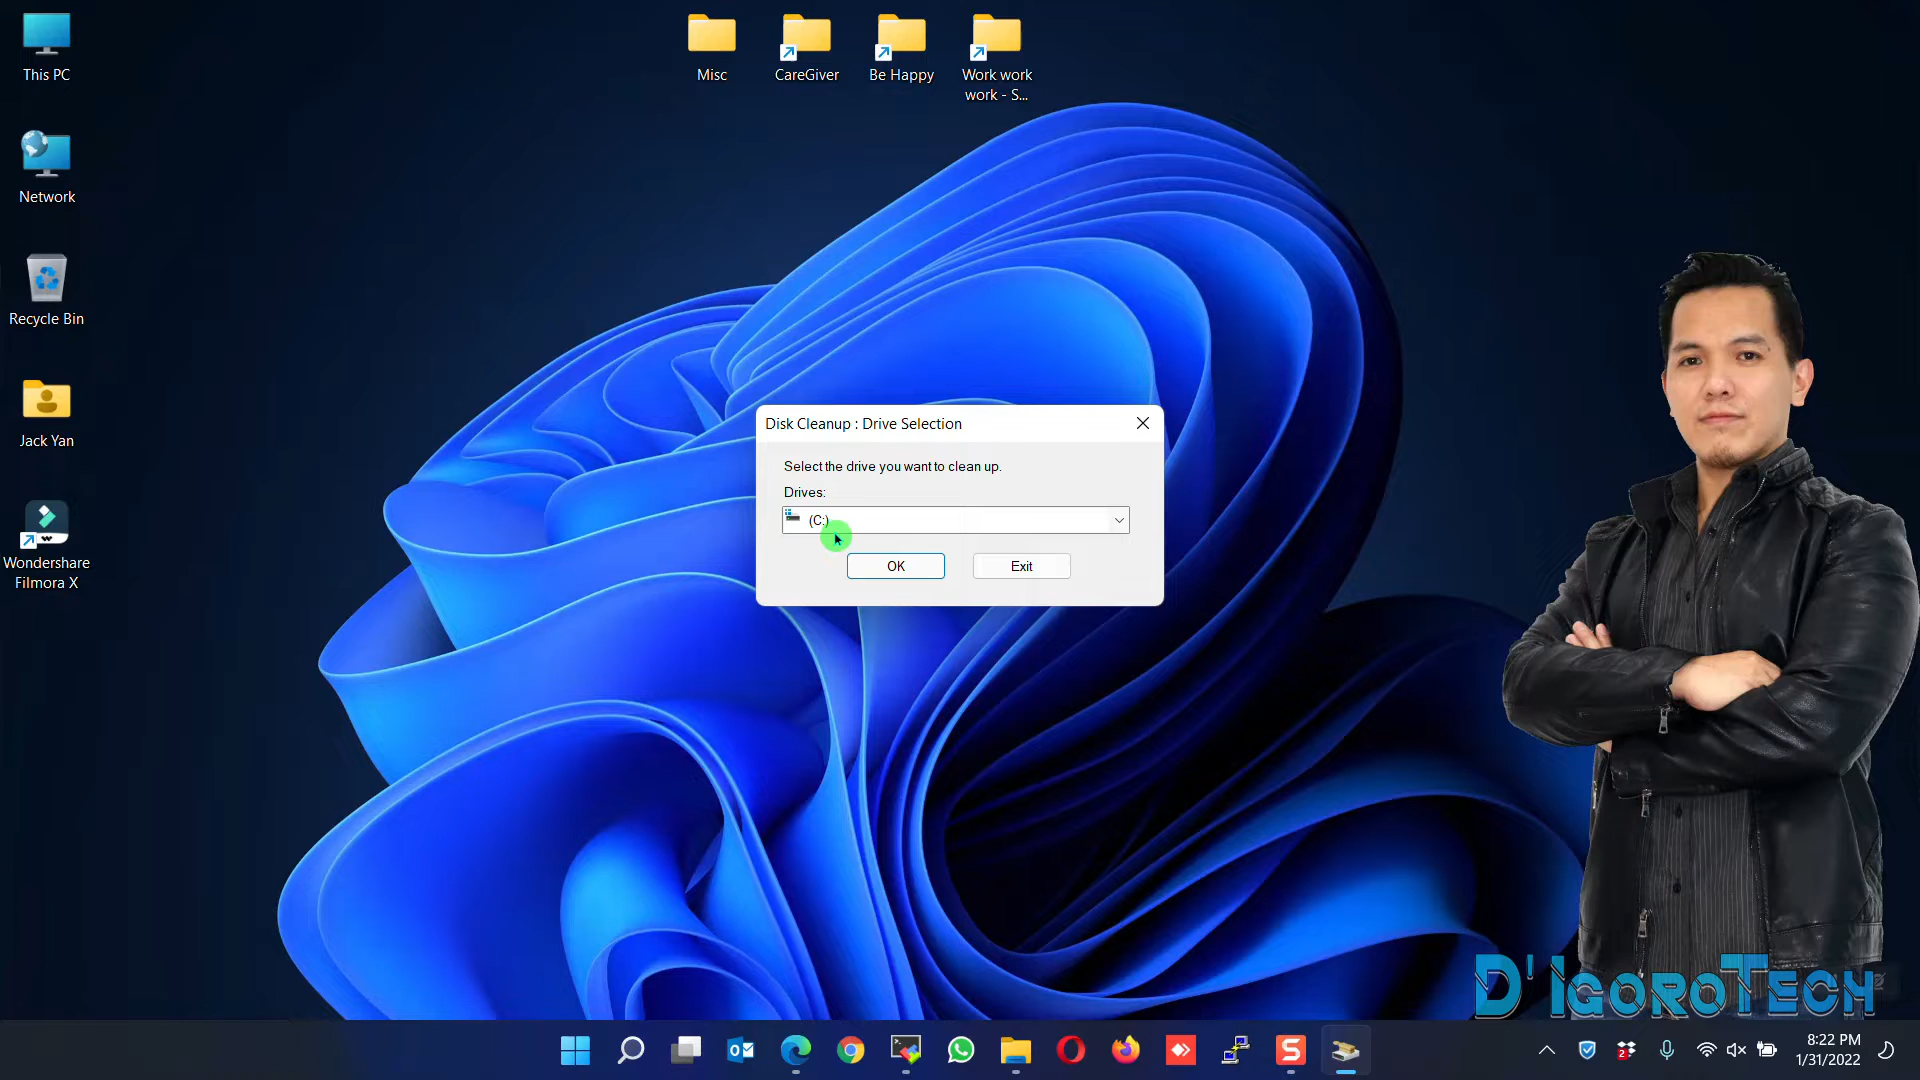 This PC
Misc
CareGiver
Be Happy
Work work
work - S...
Network
Recycle Bin
Jack Yan
Wondershare
Filmora X
Disk Cleanup : Drive Selection
Select the drive you want to clean up.
Drives:
(C:)
OK
Exit
D'IGOROTECH
8:22 PM
1/31/2022
2